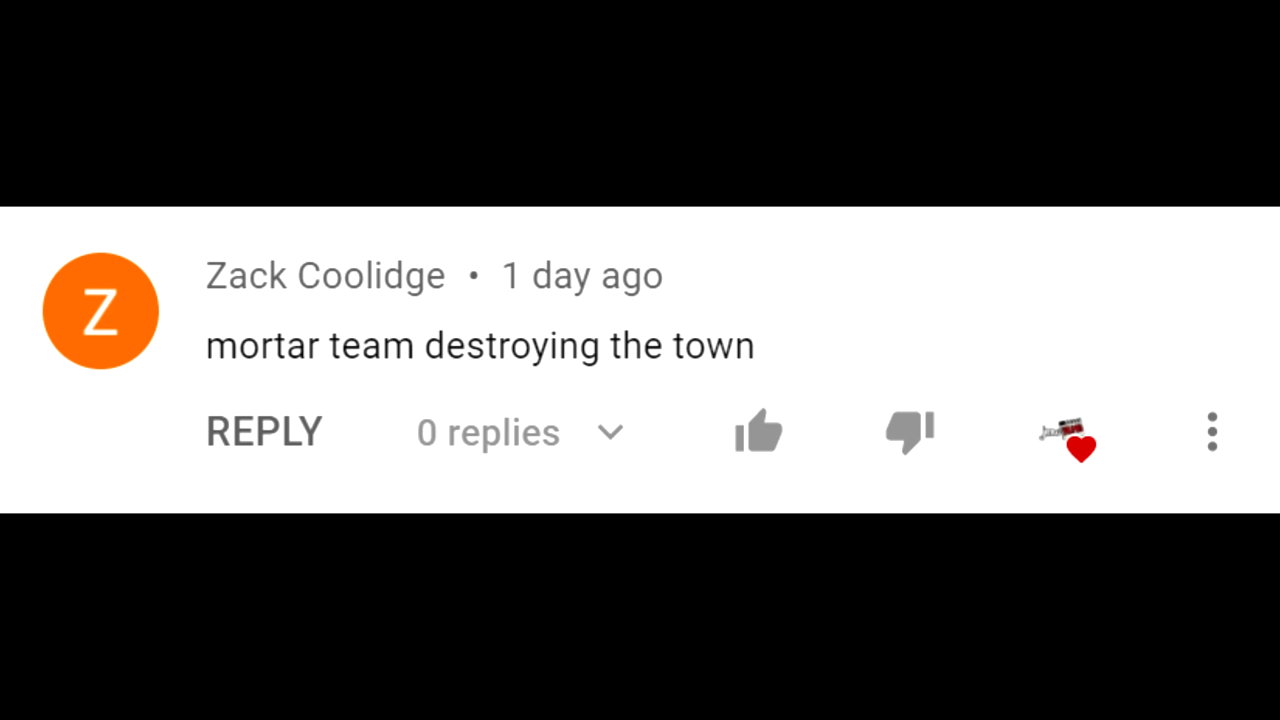 Z
Zack Coolidge • 1 day ago
mortar team destroying the town
REPLY 0 replies